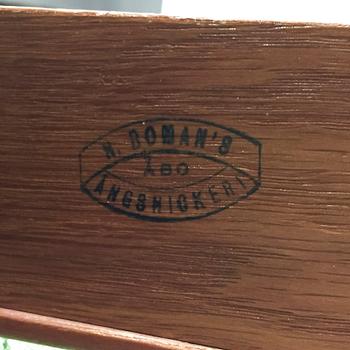 N. BOMAN'S
ÅBO
ÅNGSNICKERI